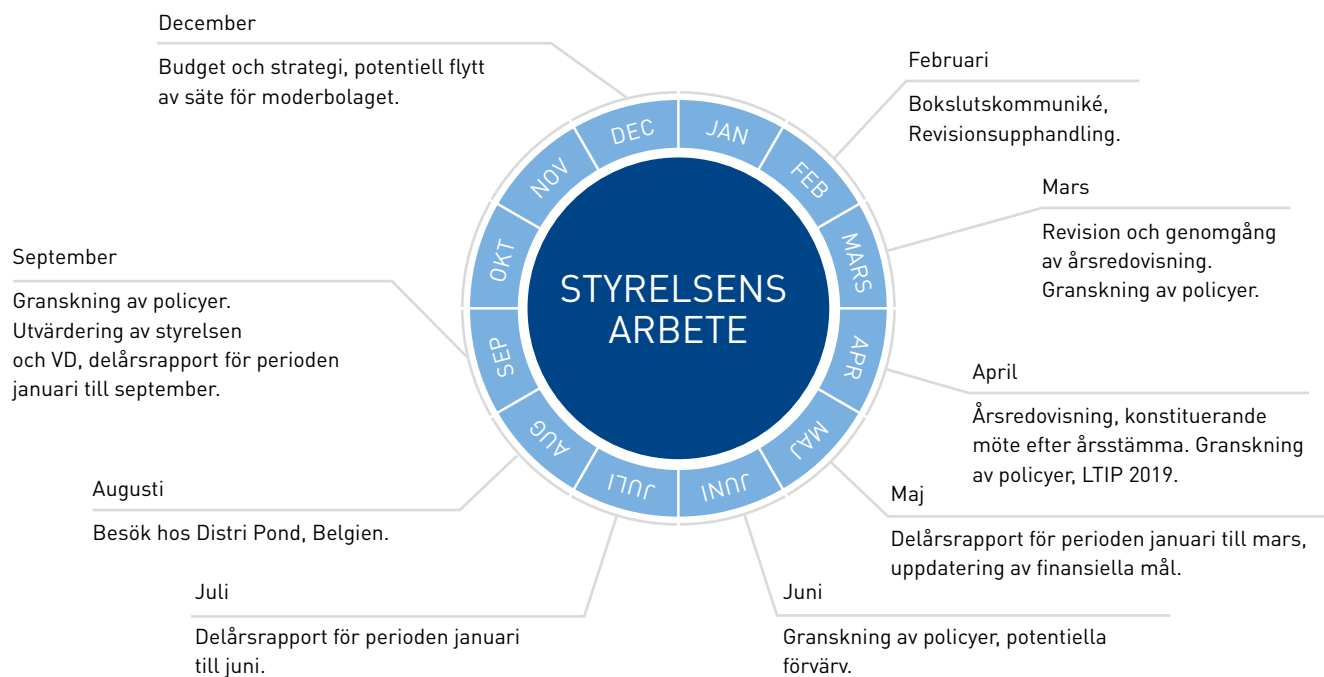 December
Budget och strategi, potentiell flytt
av säte för moderbolaget.
Februari
Bokslutskommuniké,
Revisionsupphandling.
Mars
Revision och genomgång
av årsredovisning.
Granskning av policyer.
April
Årsredovisning, konstituerande
möte efter årsstämma. Granskning
av policyer, LTIP 2019.
Maj
Delårsrapport för perioden januari till mars,
uppdatering av finansiella mål.
Juni
Granskning av policyer, potentiella
förvärv.
Juli
Delårsrapport för perioden januari
till juni.
Augusti
Besök hos Distri Pond, Belgien.
September
Granskning av policyer.
Utvärdering av styrelsen
och VD, delårsrapport för perioden
januari till september.
JAN
FEB
MARS
APR
MAJ
JUNI
JULI
AUG
SEP
OKT
NOV
DEC
STYRELSENS
ARBETE